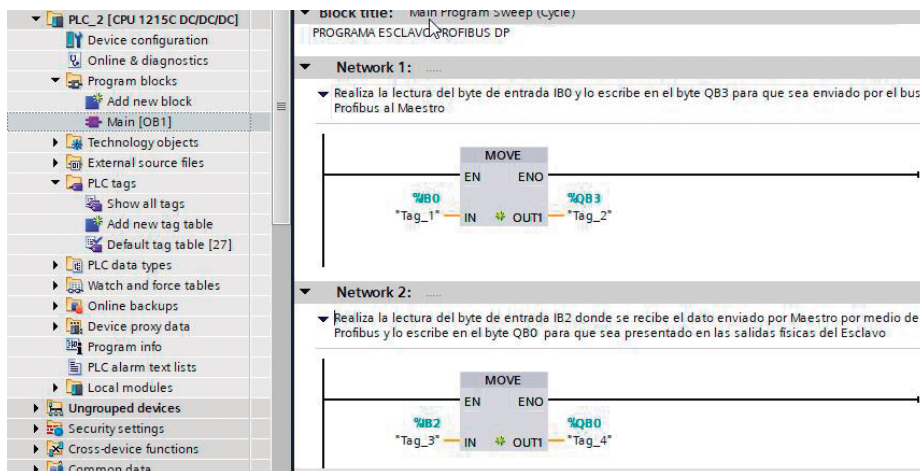 PLC_2 [CPU 1215C DC/DC/DC]
Device configuration
Online & diagnostics
Program blocks
Add new block
Main [OB1]
Technology objects
External source files
PLC tags
Show all tags
Add new tag table
Default tag table [27]
PLC data types
Watch and force tables
Online backups
Device proxy data
Program info
PLC alarm text lists
Local modules
Ungrouped devices
Security settings
Cross-device functions
Common data
Block title: Main Program Sweep (Cycle)
PROGRAMA ESCLAVO PROFIBUS DP
Network 1: .....
Realiza la lectura del byte de entrada IB0 y lo escribe en el byte QB3 para que sea enviado por el bus
Profibus al Maestro
MOVE
EN ENO
%IB0 %QB3
"Tag_1" IN OUT1 "Tag_2"
Network 2: .....
Realiza la lectura del byte de entrada IB2 donde se recibe el dato enviado por Maestro por medio de
Profibus y lo escribe en el byte QB0 para que sea presentado en las salidas físicas del Esclavo
MOVE
EN ENO
%IB2 %QB0
"Tag_3" IN OUT1 "Tag_4"